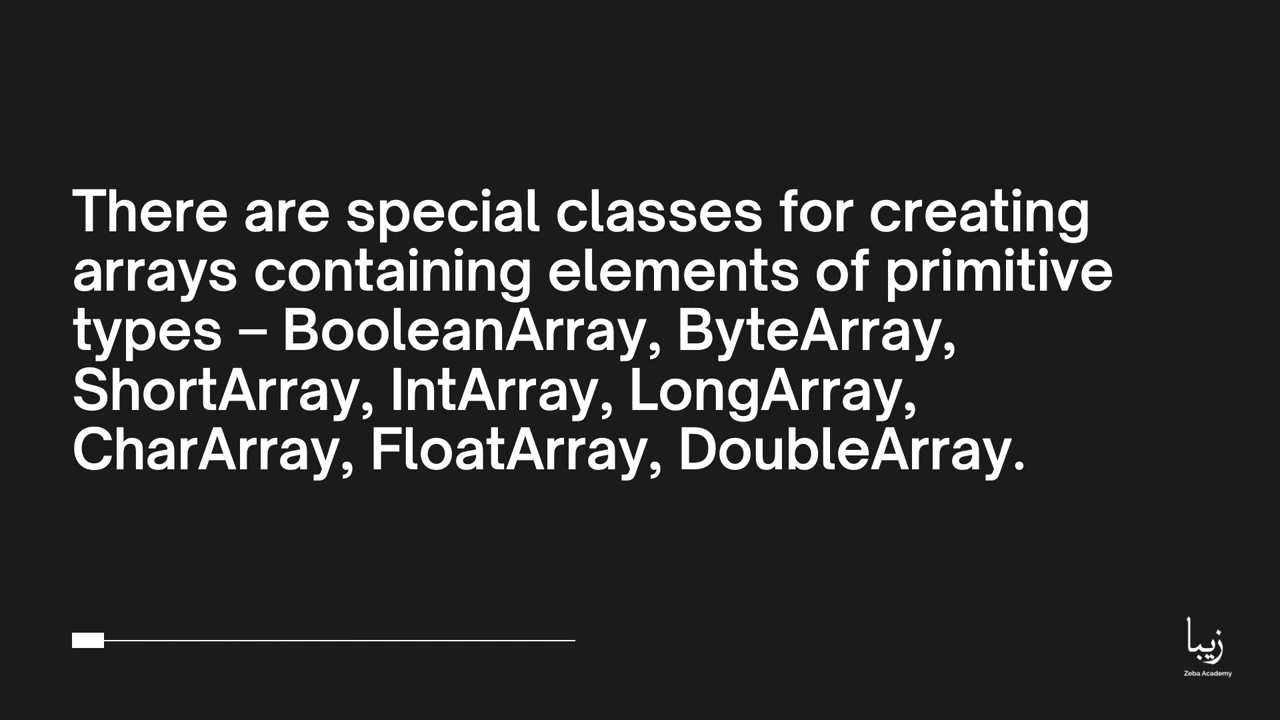 There are special classes for creating
arrays containing elements of primitive
types – BooleanArray, ByteArray,
ShortArray, IntArray, LongArray,
CharArray, FloatArray, DoubleArray.
زيبا
Zeba Academy